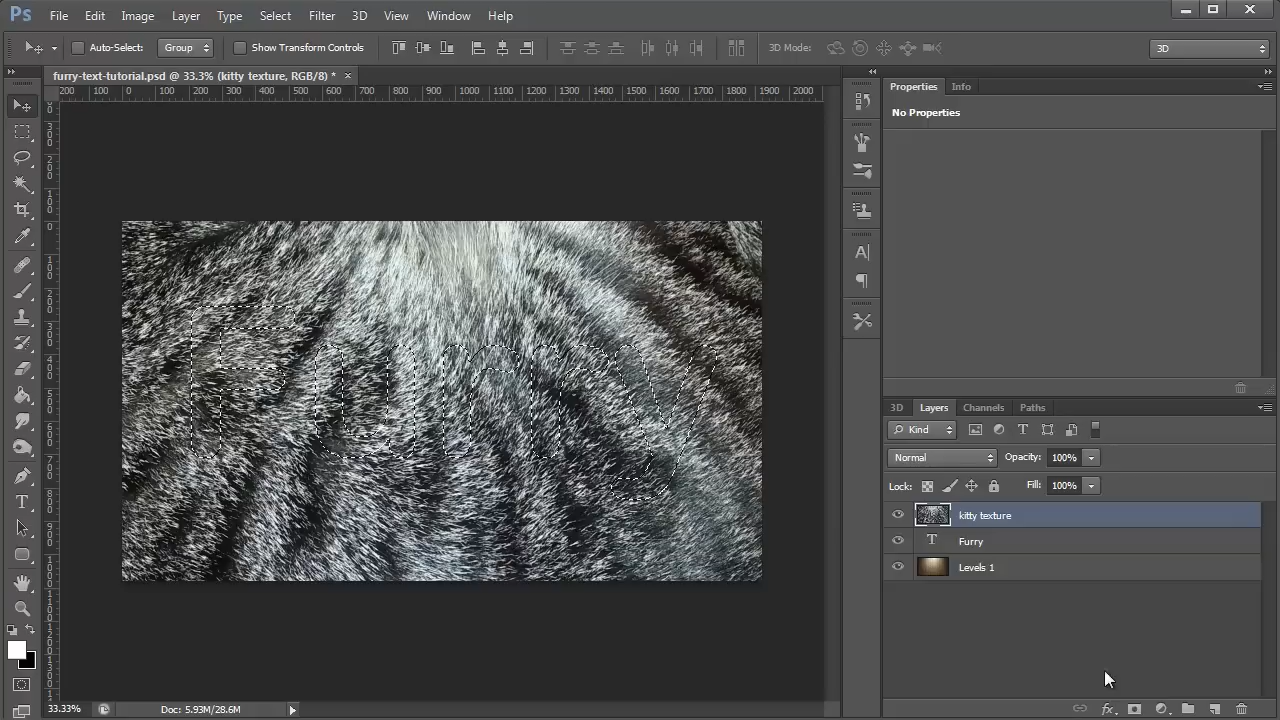 Ps File Edit Image Layer Type Select Filter 3D View Window Help
Auto-Select: Group Show Transform Controls 3D Mode: 3D
furry-text-tutorial.psd @ 33.3% (kitty texture, RGB/8) * ×
200 100 0 100 200 300 400 500 600 700 800 900 1000 1100 1200 1300 1400 1500 1600 1700 1800 1900 2000
Properties Info
No Properties
Furry
3D Layers Channels Paths
Kind
Normal Opacity: 100%
Lock: Fill: 100%
kitty texture
T Furry
Levels 1
33.33% Doc: 5.93M/28.6M